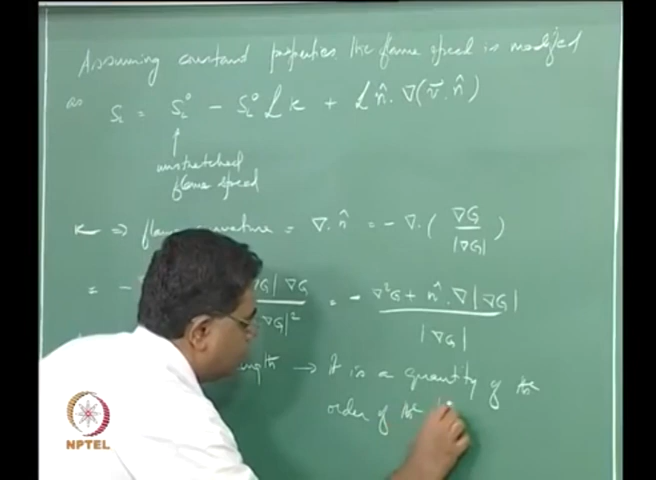 Assuming constant properties the flame speed is modified
as S_L = S_L^0 - S_L^0 ℒ κ + ℒ n̂ · ∇(v⃗ · n̂)
↑
unstretched
flame speed
κ ⇒ flame curvature = ∇ · n̂ = - ∇ · ( ∇G / |∇G| )
= - ∇G| ∇G / ∇G|^2 = - ∇²G + n̂ · ∇|∇G| / |∇G|
→ It is a quantity of the
order of the
NPTEL